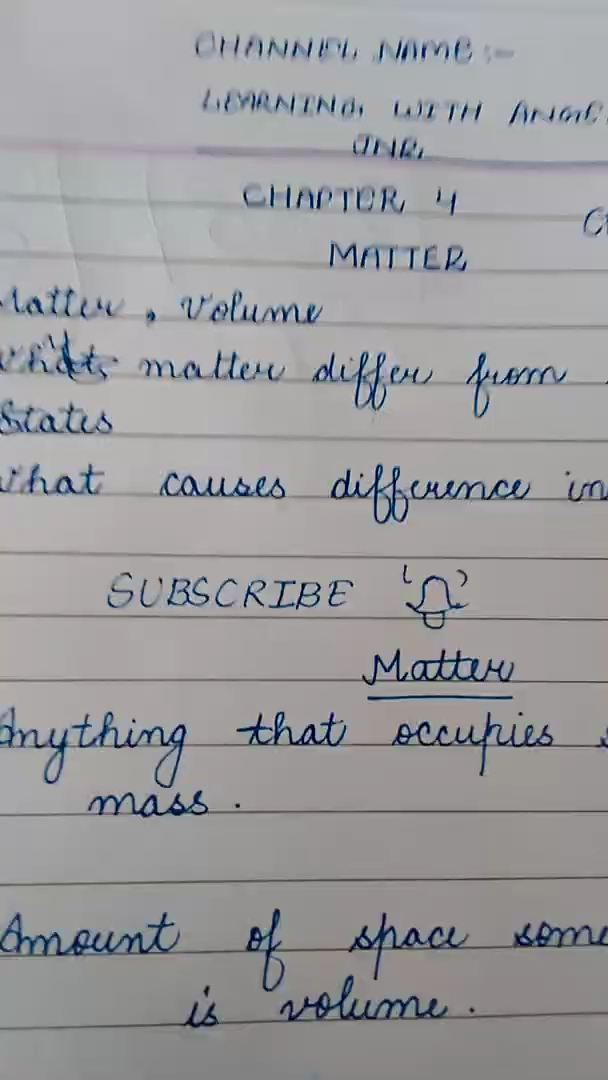 CHANNEL NAME :-
LEARNING WITH ANGE
CHAPTER 4
MATTER
Matter, Volume
matter differ from
States
What causes difference in
SUBSCRIBE
Matter
Anything that occupies s
mass.
Amount of space some
is volume.